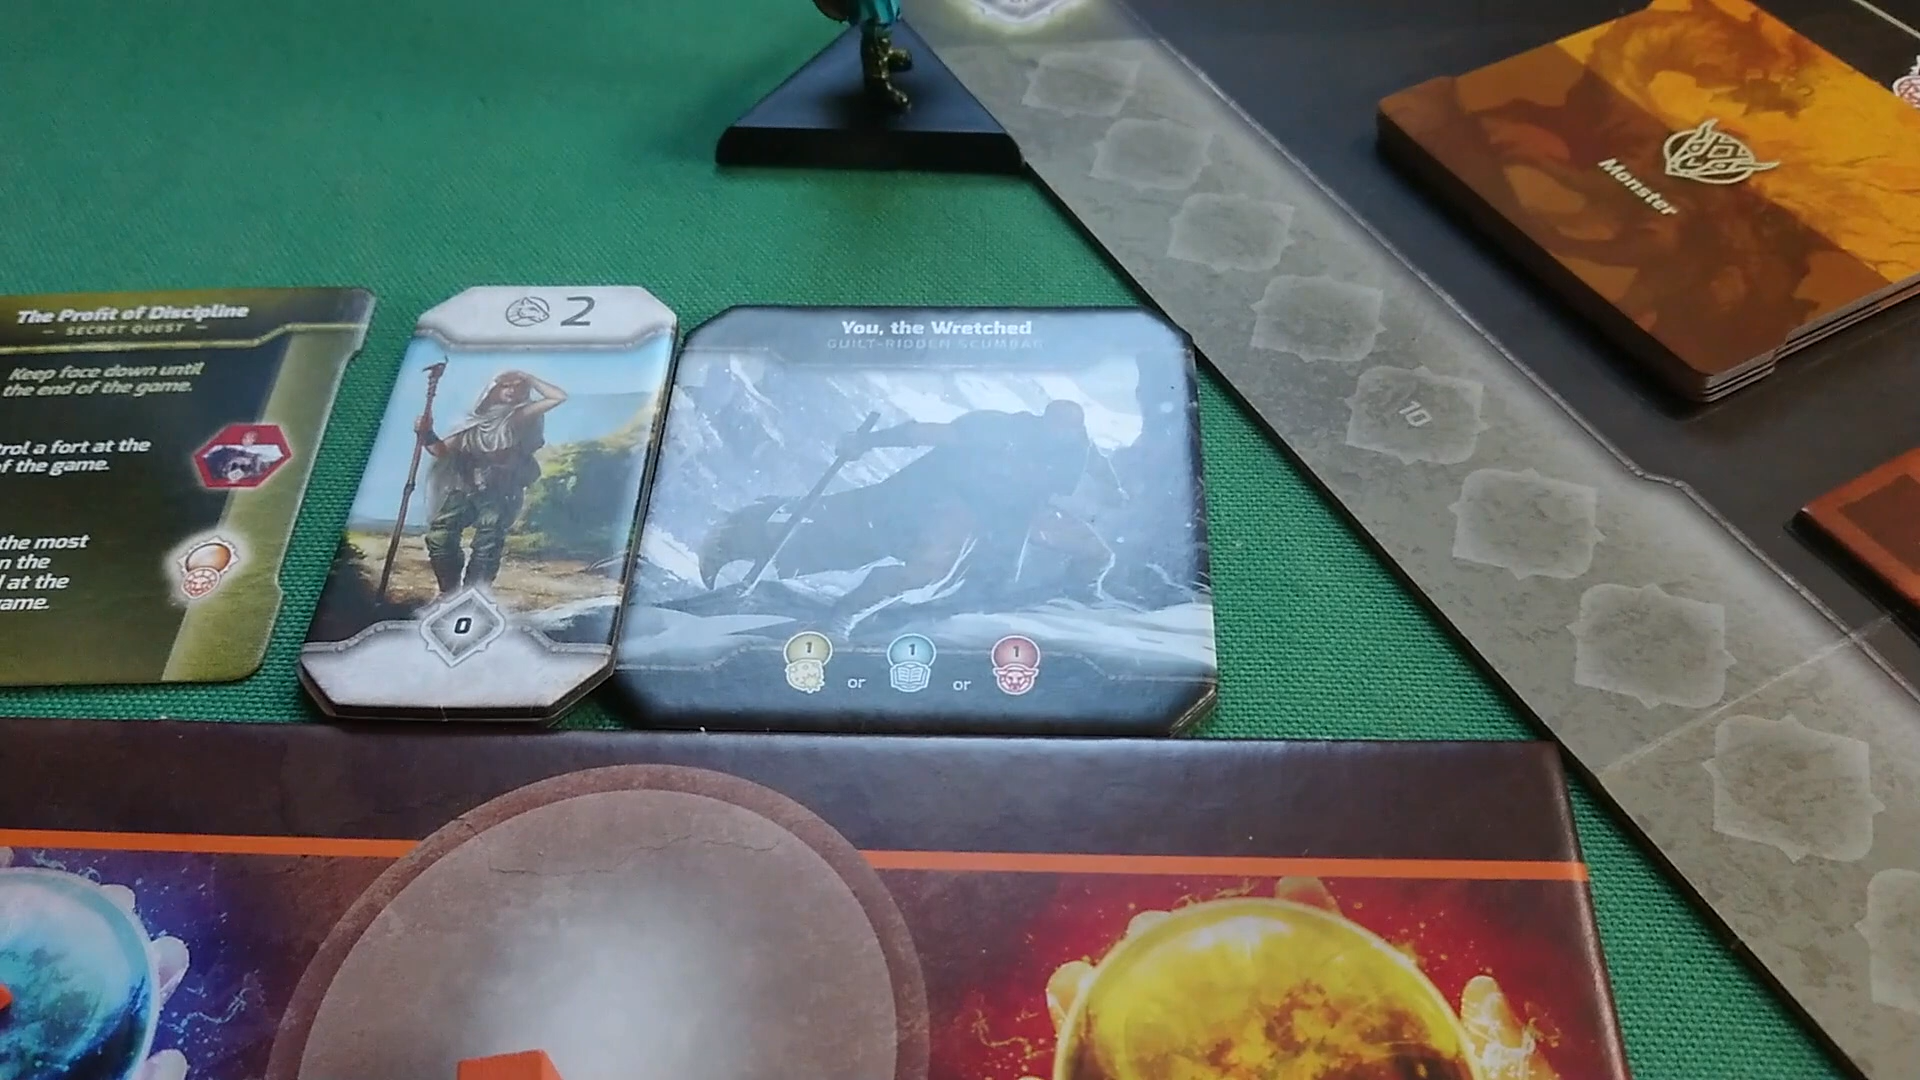 The Profit of Discipline
— SECRET QUEST —
Keep face down until
the end of the game.
trol a fort at the
of the game.
the most
n the
l at the
ame.
2
0
You, the Wretched
GUILT-RIDDEN SCUMBAG
1 or 1 or 1
10
Monster